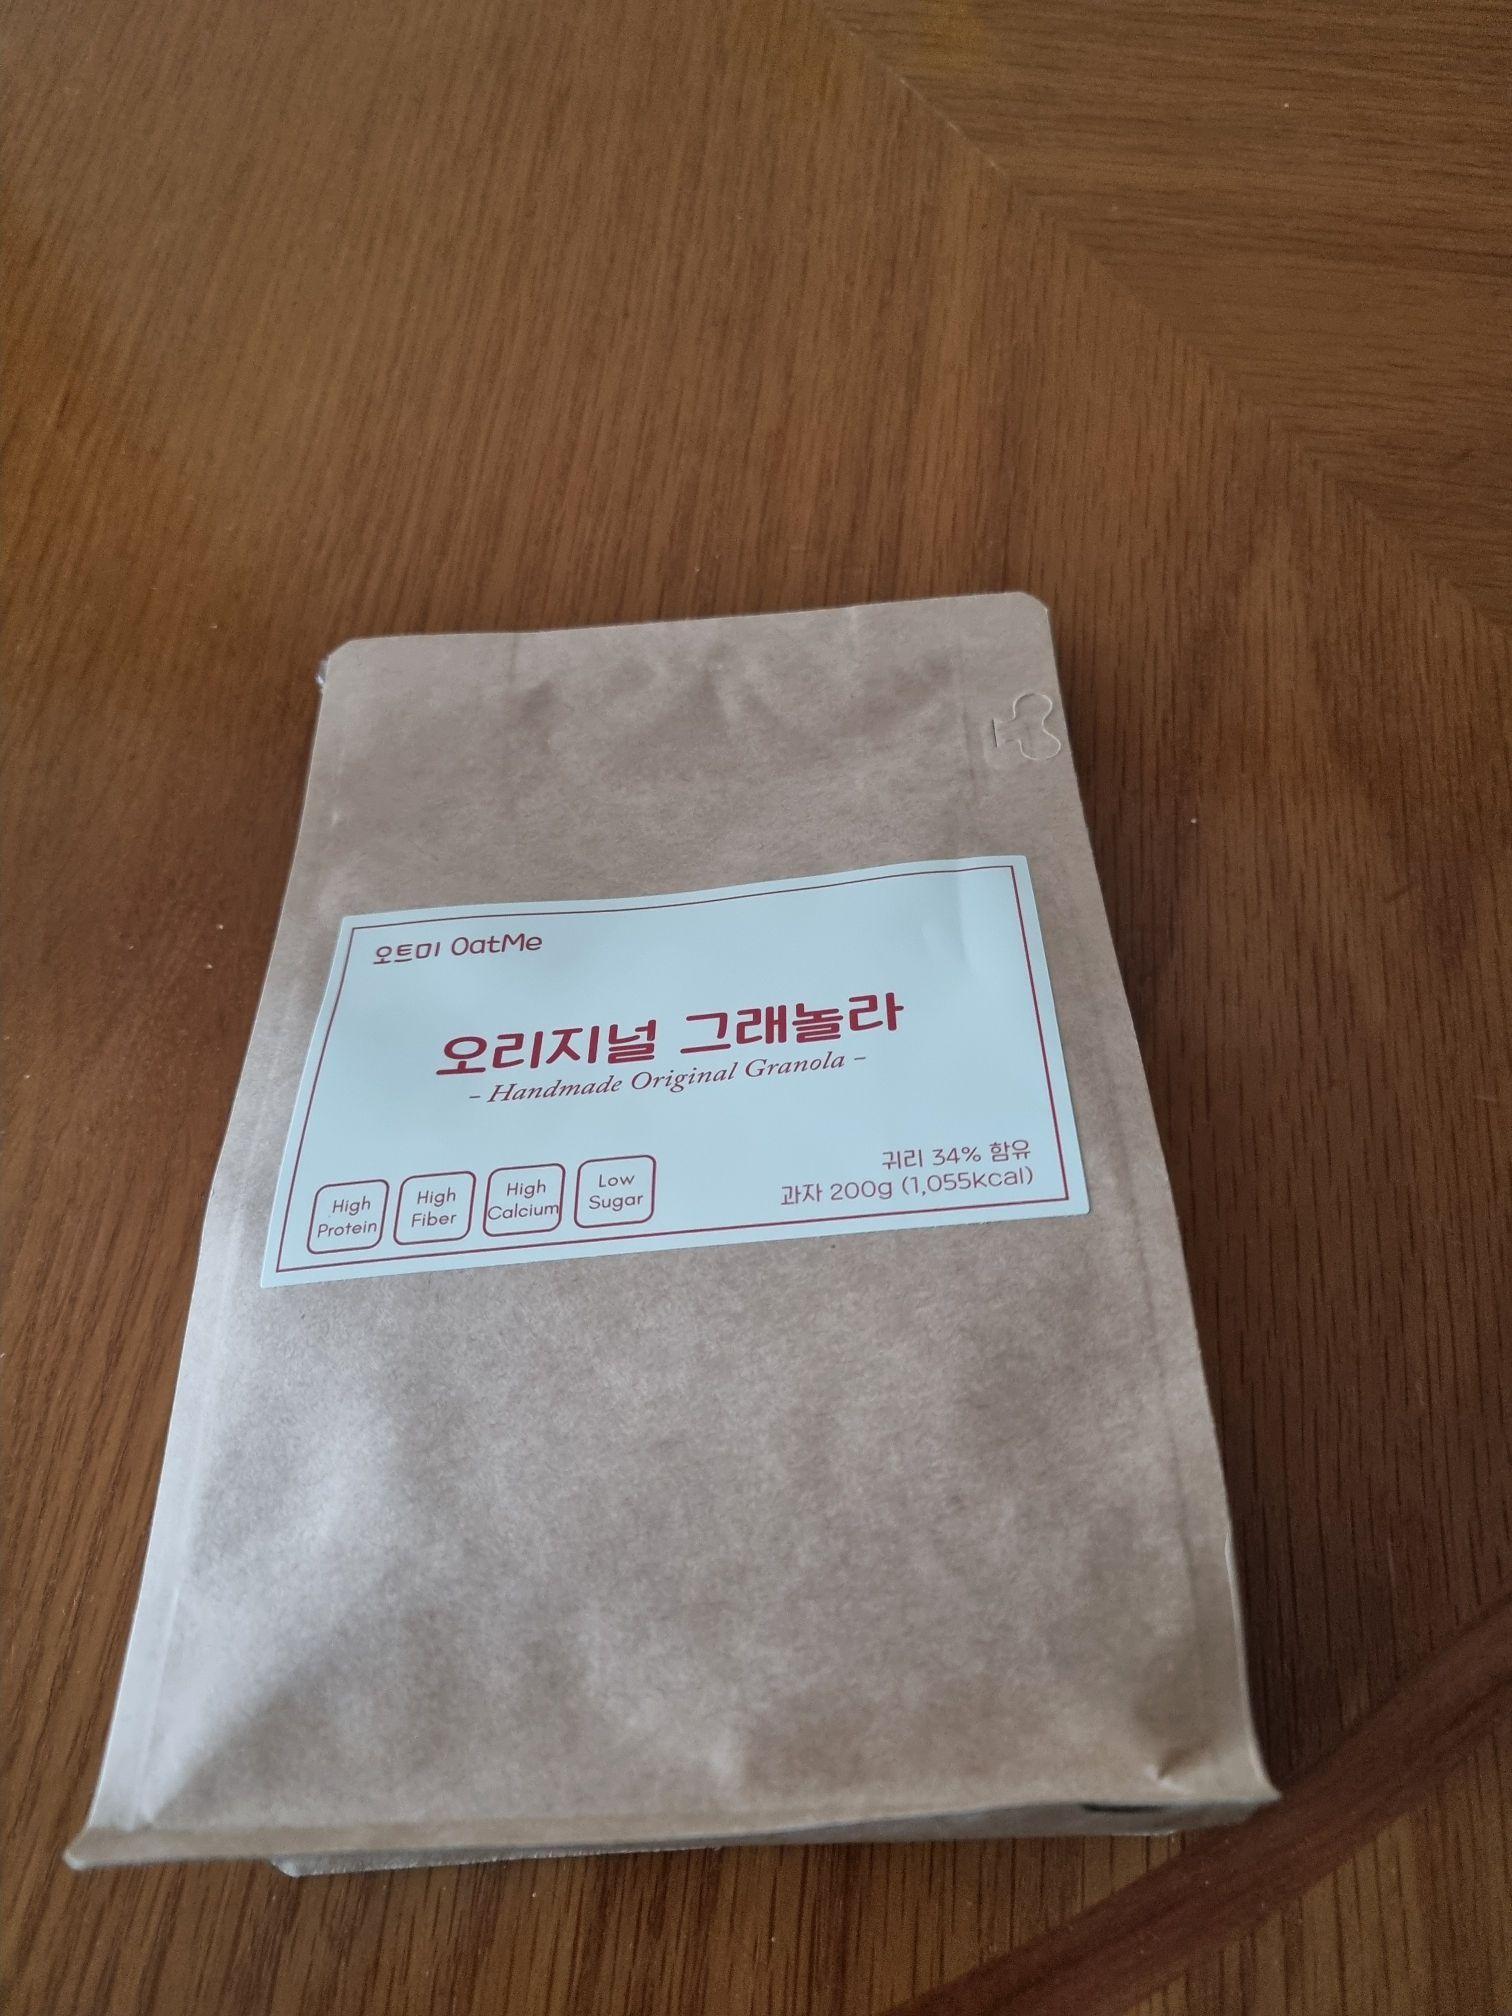 오트미 OatMe
오리지널 그래놀라
- Handmade Original Granola -
High
Protein
High
Fiber
High
Calcium
Low
Sugar
귀리 34% 함유
과자 200g (1,055kcal)